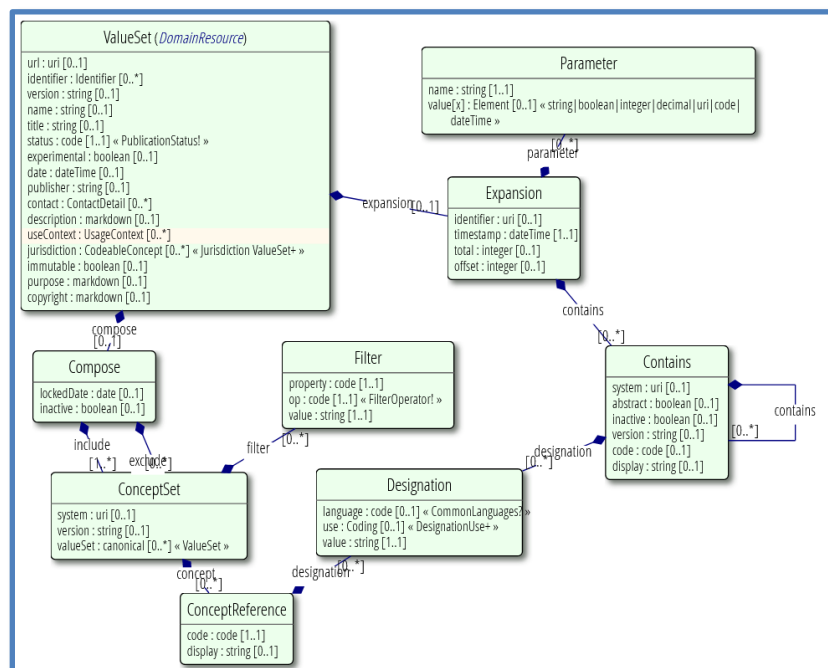 ValueSet (DomainResource)
url : uri [0..1]
identifier : Identifier [0..*]
version : string [0..1]
name : string [0..1]
title : string [0..1]
status : code [1..1] « PublicationStatus! »
experimental : boolean [0..1]
date : dateTime [0..1]
publisher : string [0..1]
contact : ContactDetail [0..*]
description : markdown [0..1]
useContext : UsageContext [0..*]
jurisdiction : CodeableConcept [0..*] « Jurisdiction ValueSet+ »
immutable : boolean [0..1]
purpose : markdown [0..1]
copyright : markdown [0..1]
Parameter
name : string [1..1]
value[x] : Element [0..1] « string|boolean|integer|decimal|uri|code|
dateTime »
[0..*]
parameter
expansion
[0..1]
Expansion
identifier : uri [0..1]
timestamp : dateTime [1..1]
total : integer [0..1]
offset : integer [0..1]
contains
[0..*]
compose
[0..1]
Compose
lockedDate : date [0..1]
inactive : boolean [0..1]
include
[1..*]
exclude
[0..*]
Filter
property : code [1..1]
op : code [1..1] « FilterOperator! »
value : string [1..1]
filter
[0..*]
Contains
system : uri [0..1]
abstract : boolean [0..1]
inactive : boolean [0..1]
version : string [0..1]
code : code [0..1]
display : string [0..1]
contains
[0..*]
designation
[0..*]
ConceptSet
system : uri [0..1]
version : string [0..1]
valueSet : canonical [0..*] « ValueSet »
Designation
language : code [0..1] « CommonLanguages? »
use : Coding [0..1] « DesignationUse+ »
value : string [1..1]
concept
[0..*]
designation
[0..*]
ConceptReference
code : code [1..1]
display : string [0..1]